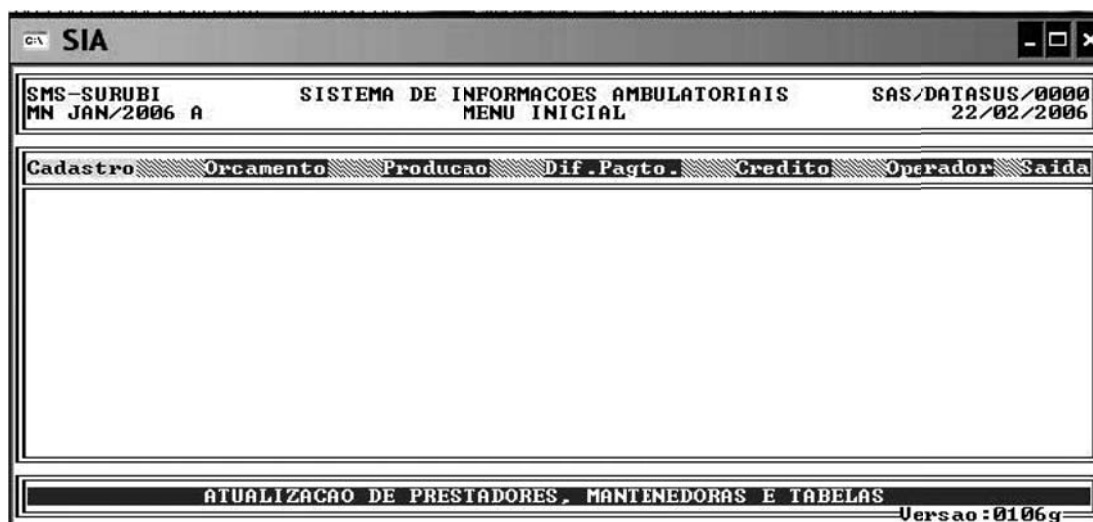 C:\ SIA
SMS-SURUBI SISTEMA DE INFORMACOES AMBULATORIAIS SAS/DATASUS/0000
MN JAN/2006 A MENU INICIAL 22/02/2006
Cadastro Orcamento Producao Dif.Pagto. Credito Operador Saida
ATUALIZACAO DE PRESTADORES, MANTENEDORAS E TABELAS
Versao:0106g